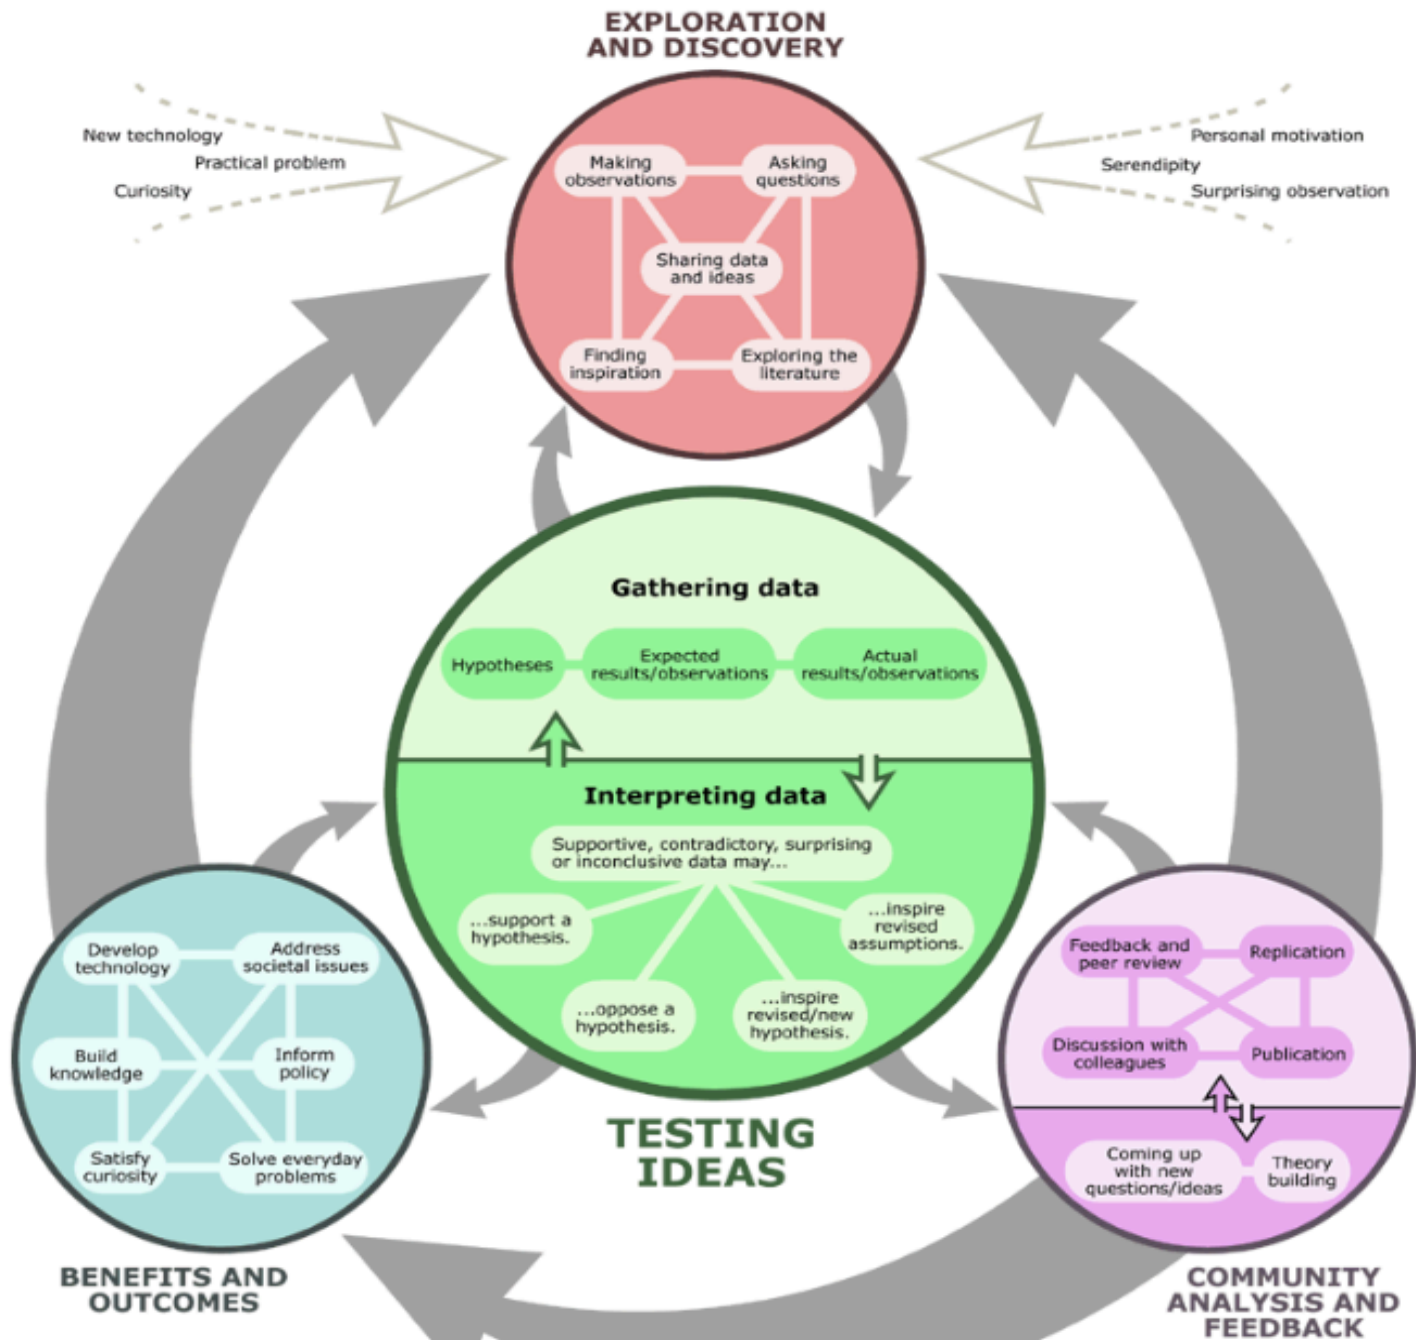 EXPLORATION
AND DISCOVERY
New technology
Practical problem
Curiosity
Personal motivation
Serendipity
Surprising observation
Making
observations
Asking
questions
Sharing data
and ideas
Finding
inspiration
Exploring the
literature
Gathering data
Hypotheses
Expected
results/observations
Actual
results/observations
Interpreting data
Supportive, contradictory, surprising
or inconclusive data may...
...support a
hypothesis.
...oppose a
hypothesis.
...inspire
revised/new
hypothesis.
...inspire
revised
assumptions.
TESTING
IDEAS
Develop
technology
Address
societal issues
Build
knowledge
Inform
policy
Satisfy
curiosity
Solve everyday
problems
BENEFITS AND
OUTCOMES
Feedback and
peer review
Replication
Discussion with
colleagues
Publication
Coming up
with new
questions/ideas
Theory
building
COMMUNITY
ANALYSIS AND
FEEDBACK